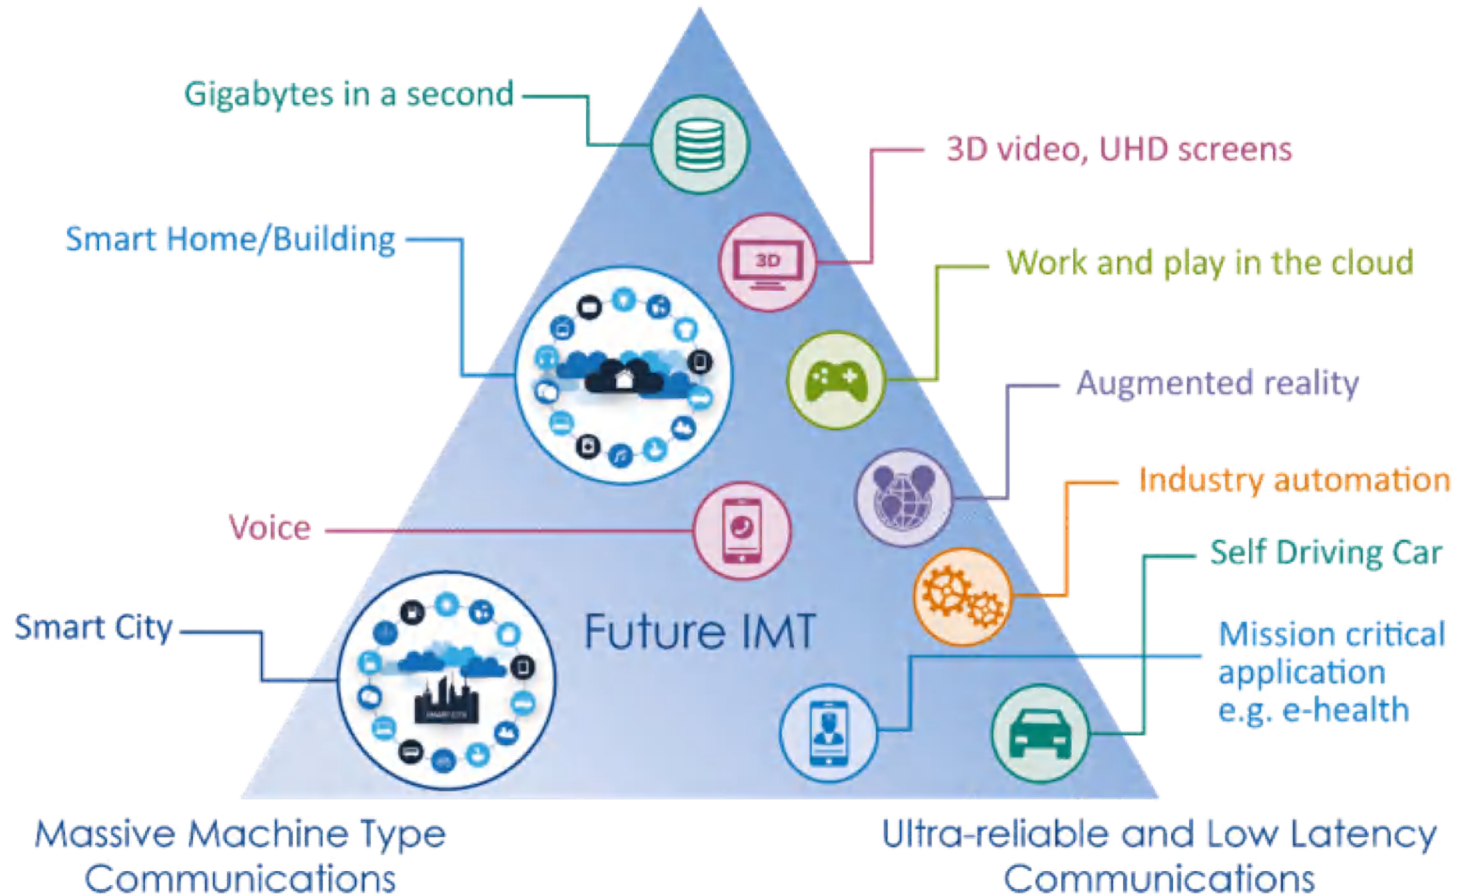 Gigabytes in a second
3D video, UHD screens
Smart Home/Building
3D
Work and play in the cloud
Augmented reality
Industry automation
Voice
Self Driving Car
Smart City
Future IMT
Mission critical
application
e.g. e-health
SMART CITY
Massive Machine Type
Communications
Ultra-reliable and Low Latency
Communications